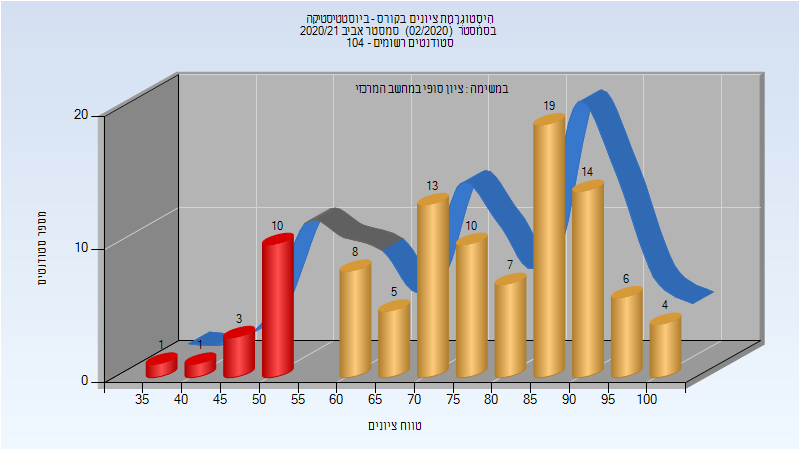 היסטוגרמת ציונים בקורס - ביוסטטיסטיקה
בסמסטר (02/2020) סמסטר אביב 2020/21
סטודנטים רשומים - 104
במשימה : ציון סופי במחשב המרכזי
מספר סטודנטים
20
10
0
1
1
3
10
8
5
13
10
7
19
14
6
4
35 40 45 50 55 60 65 70 75 80 85 90 95 100
טווח ציונים